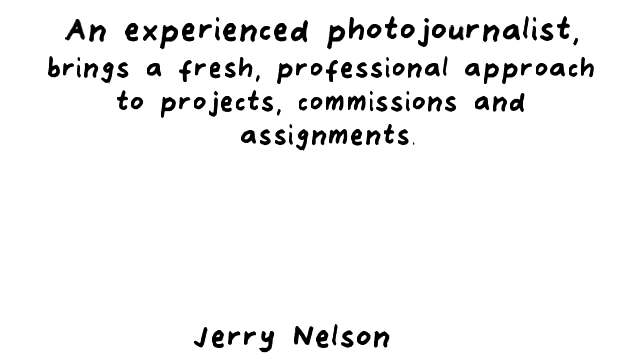 An experienced photojournalist,
brings a fresh, professional approach
to projects, commissions and
assignments.
Jerry Nelson